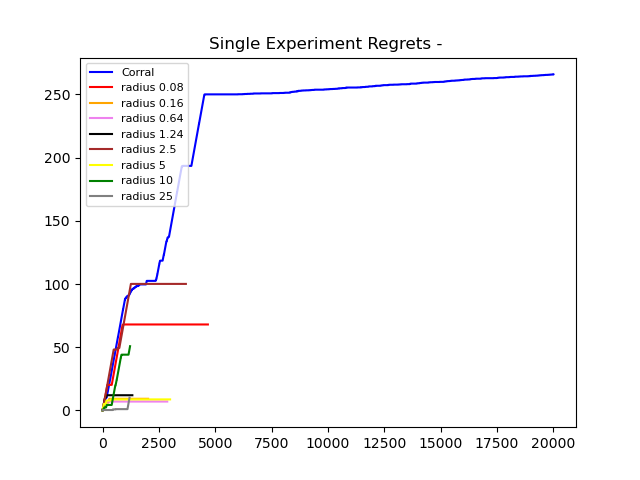 Single Experiment Regrets -
Corral
radius 0.08
radius 0.16
radius 0.64
radius 1.24
radius 2.5
radius 5
radius 10
radius 25
250
200
150
100
50
0
0 2500 5000 7500 10000 12500 15000 17500 20000